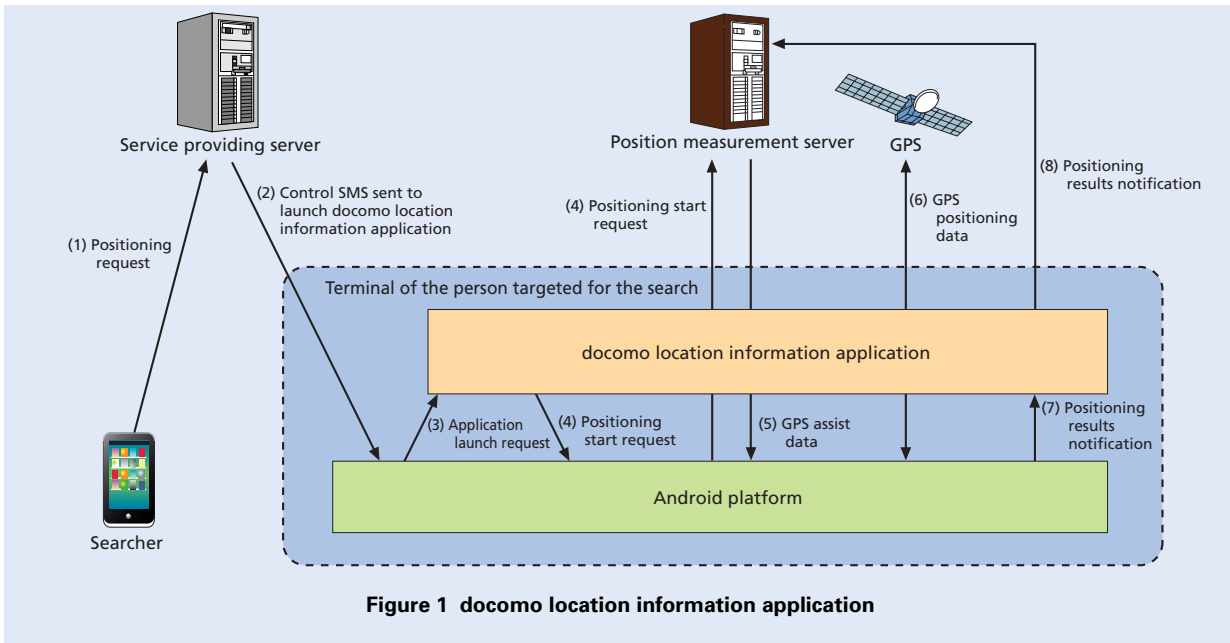 Service providing server
Position measurement server
GPS
(1) Positioning
request
(2) Control SMS sent to
launch docomo location
information application
(4) Positioning start
request
(6) GPS
positioning
data
(8) Positioning
results notification
Terminal of the person targeted for the search
docomo location information application
(3) Application
launch request
(4) Positioning
start request
(5) GPS assist
data
(7) Positioning
results
notification
Android platform
Searcher
Figure 1 docomo location information application